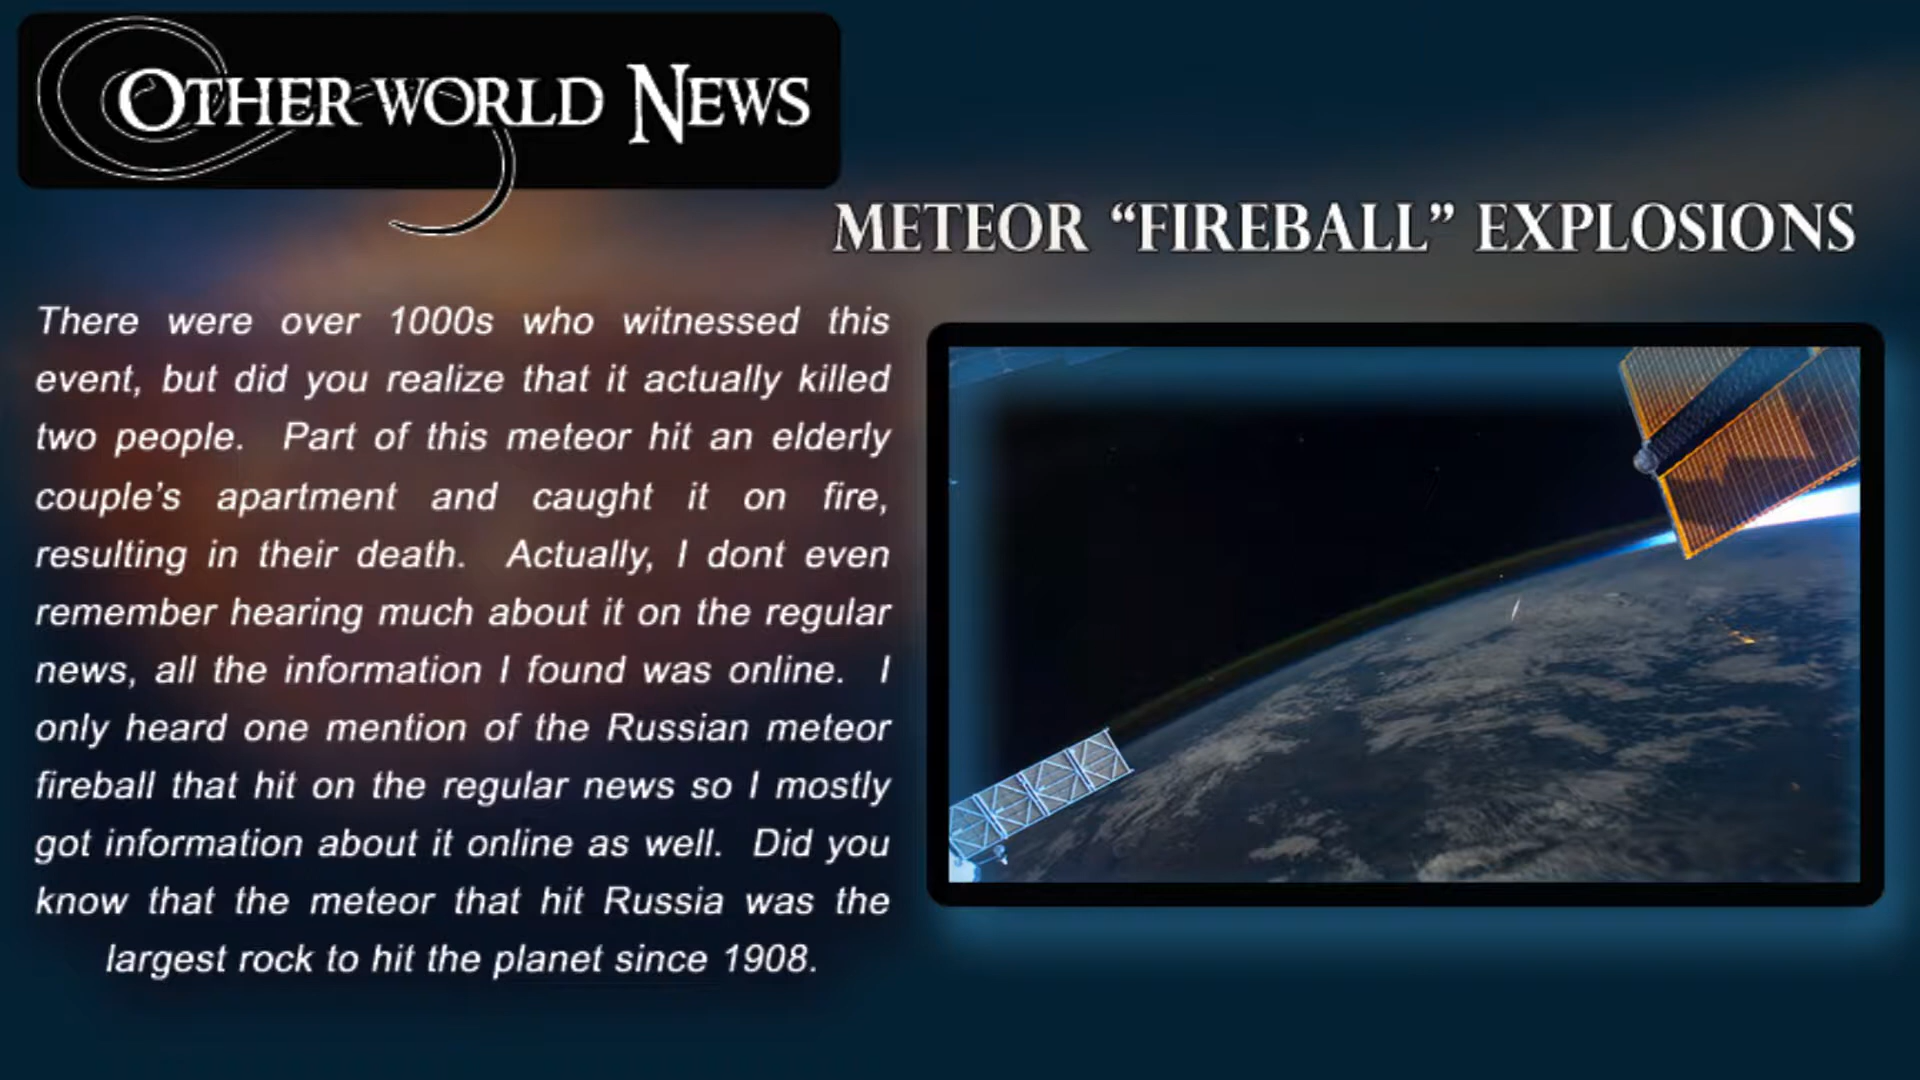 OTHER WORLD NEWS
METEOR “FIREBALL” EXPLOSIONS
There were over 1000s who witnessed this
event, but did you realize that it actually killed
two people. Part of this meteor hit an elderly
couple’s apartment and caught it on fire,
resulting in their death. Actually, I dont even
remember hearing much about it on the regular
news, all the information I found was online. I
only heard one mention of the Russian meteor
fireball that hit on the regular news so I mostly
got information about it online as well. Did you
know that the meteor that hit Russia was the
largest rock to hit the planet since 1908.